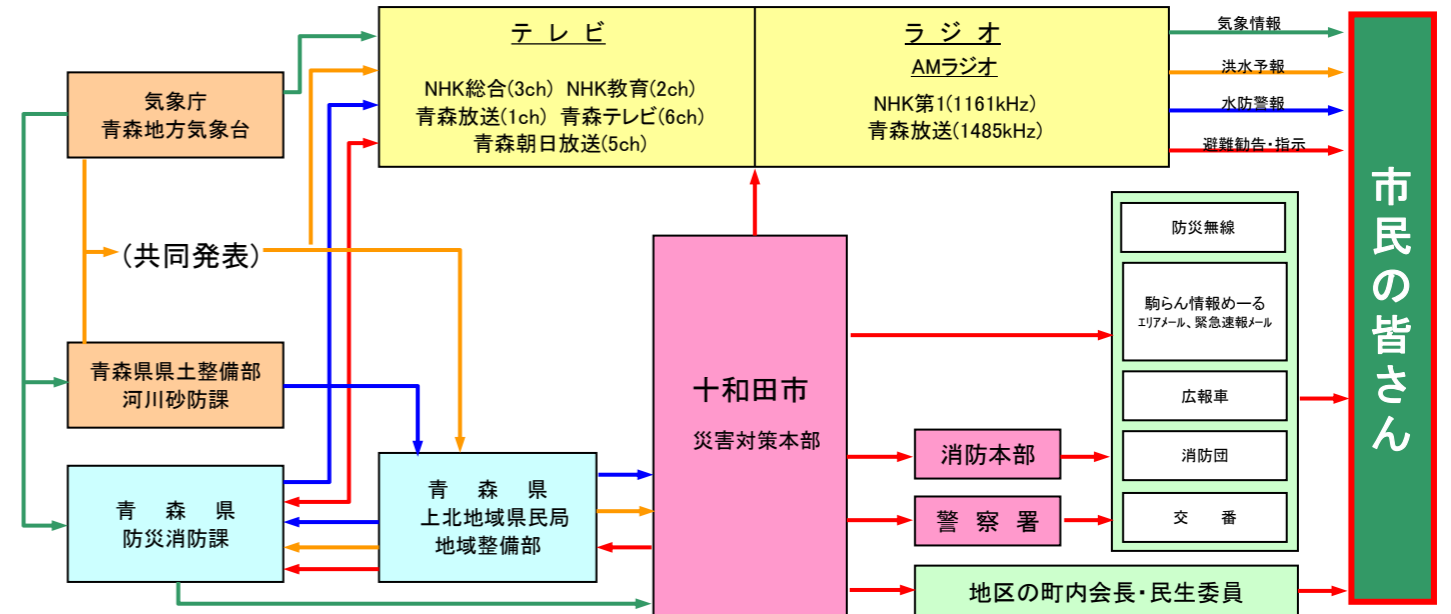 テ レ ビ
NHK総合(3ch) NHK教育(2ch)
青森放送(1ch) 青森テレビ(6ch)
青森朝日放送(5ch)
ラ ジ オ
AMラジオ
NHK第1(1161kHz)
青森放送(1485kHz)
気象情報
洪水予報
水防警報
避難勧告・指示
気象庁
青森地方気象台
(共同発表)
青森県県土整備部
河川砂防課
青 森 県
防災消防課
青 森 県
上北地域県民局
地域整備部
十和田市
災害対策本部
消防本部
警 察 署
防災無線
駒らん情報めーる
エリアメール、緊急速報メール
広報車
消防団
交 番
地区の町内会長・民生委員
市民の皆さん